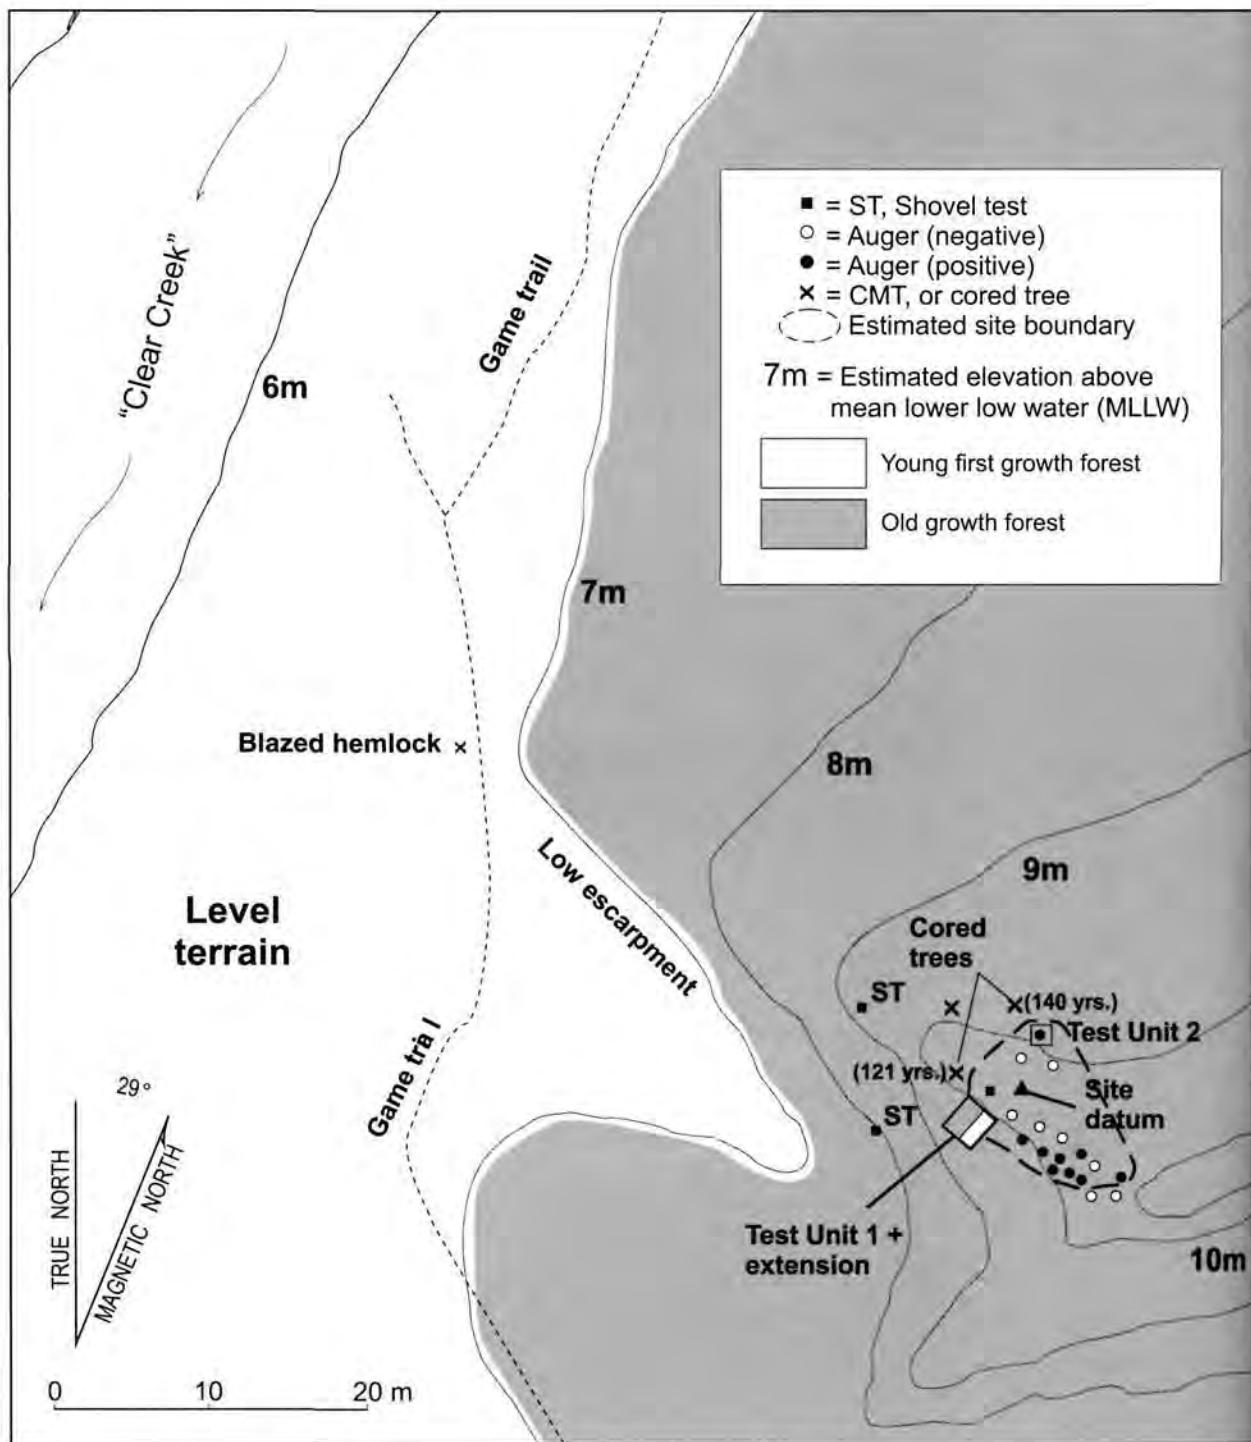 ■ = ST, Shovel test
○ = Auger (negative)
● = Auger (positive)
× = CMT, or cored tree
Estimated site boundary
7m = Estimated elevation above
mean lower low water (MLLW)
Young first growth forest
Old growth forest
"Clear Creek"
Game trail
6m
7m
Blazed hemlock ×
8m
Low escarpment
9m
Level
terrain
Cored
trees
ST
(140 yrs.)
Test Unit 2
(121 yrs.)
Site
datum
ST
Game tria l
29°
TRUE NORTH
MAGNETIC NORTH
Test Unit 1 +
extension
10m
0 10 20 m